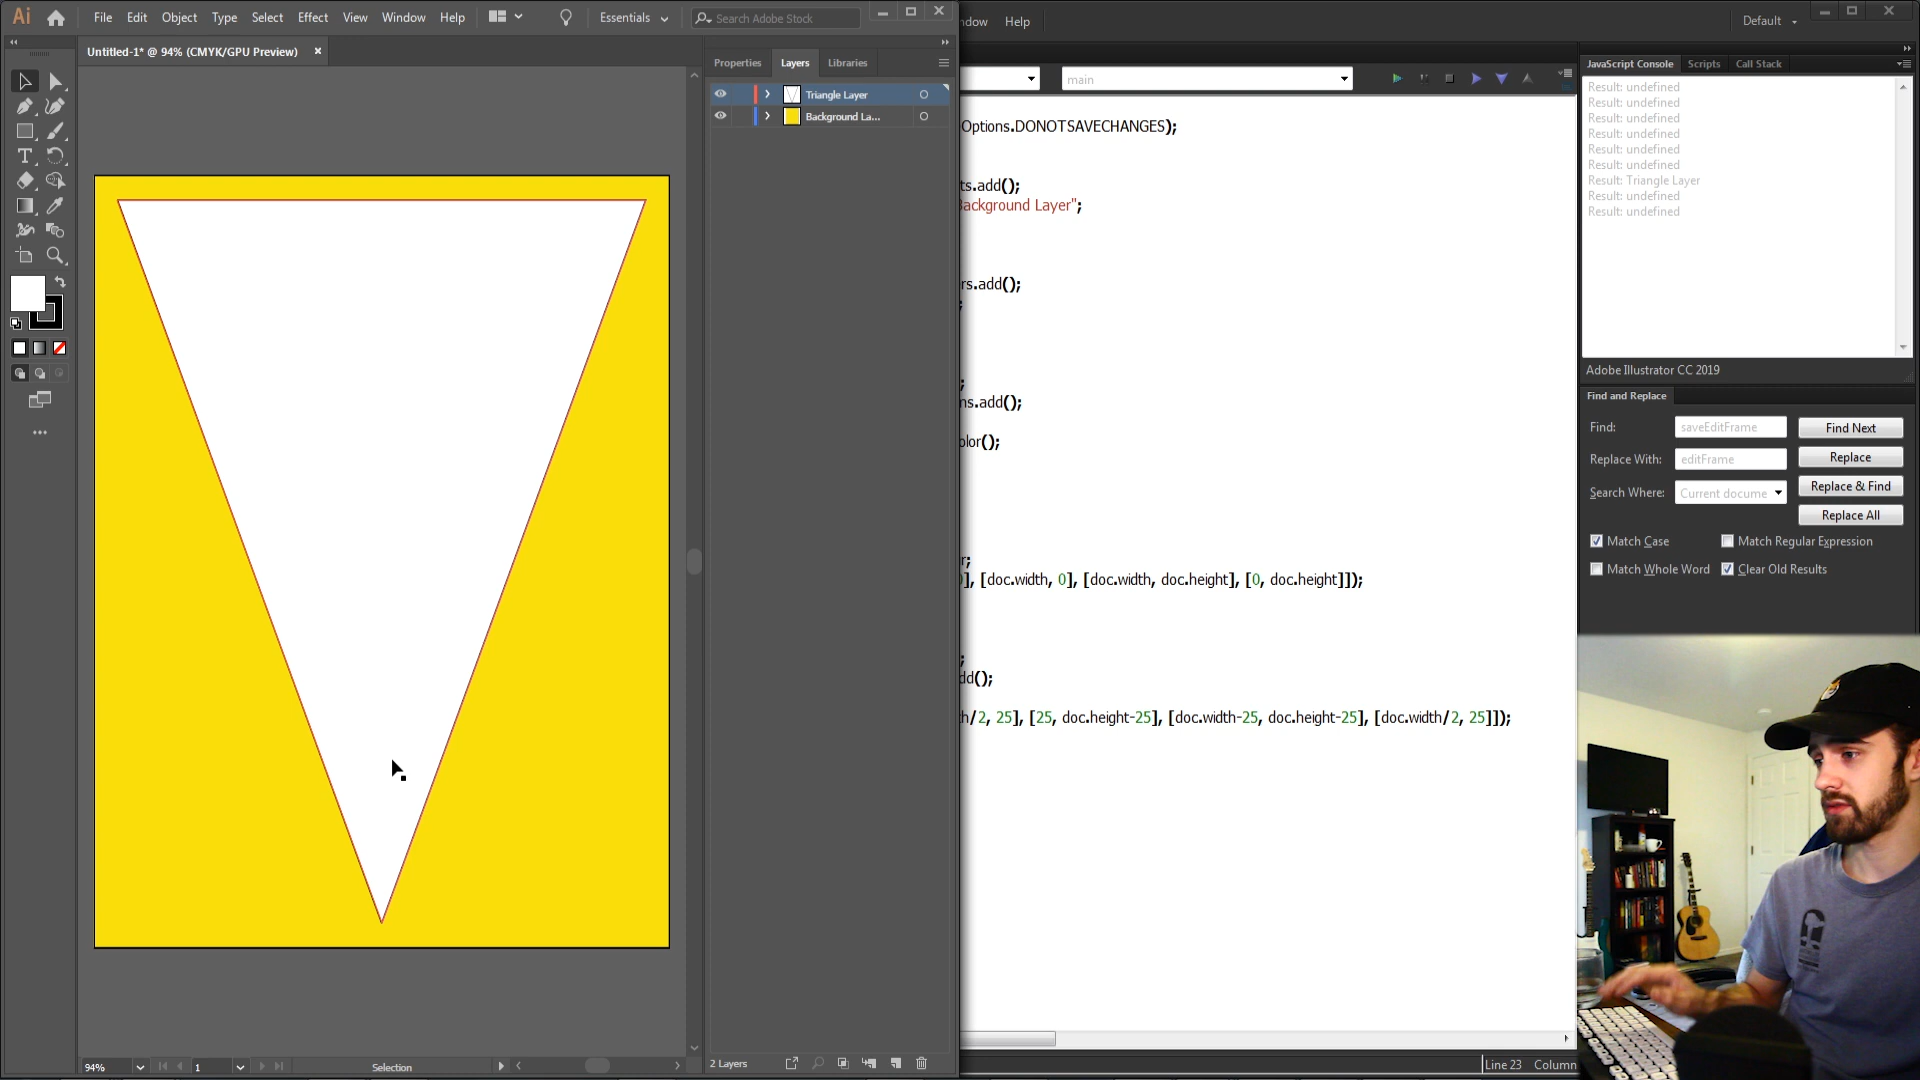 Ai File Edit Object Type Select Effect View Window Help Essentials Search Adobe Stock
Untitled-1* @ 94% (CMYK/GPU Preview)
Properties Layers Libraries
Triangle Layer
Background La...
2 Layers
94% 1 Selection
Help Default
main
Options.DONOTSAVECHANGES);
ts.add();
Background Layer";
rs.add();
;
;
ns.add();
olor();
r;
], [doc.width, 0], [doc.width, doc.height], [0, doc.height]]);
;
dd();
h/2, 25], [25, doc.height-25], [doc.width-25, doc.height-25], [doc.width/2, 25]]);
Line 23 Column
JavaScript Console Scripts Call Stack
Result: undefined
Result: undefined
Result: undefined
Result: undefined
Result: undefined
Result: undefined
Result: Triangle Layer
Result: undefined
Result: undefined
Adobe Illustrator CC 2019
Find and Replace
Find: saveEditFrame Find Next
Replace With: editFrame Replace
Search Where: Current docume Replace & Find
Replace All
Match Case Match Regular Expression
Match Whole Word Clear Old Results